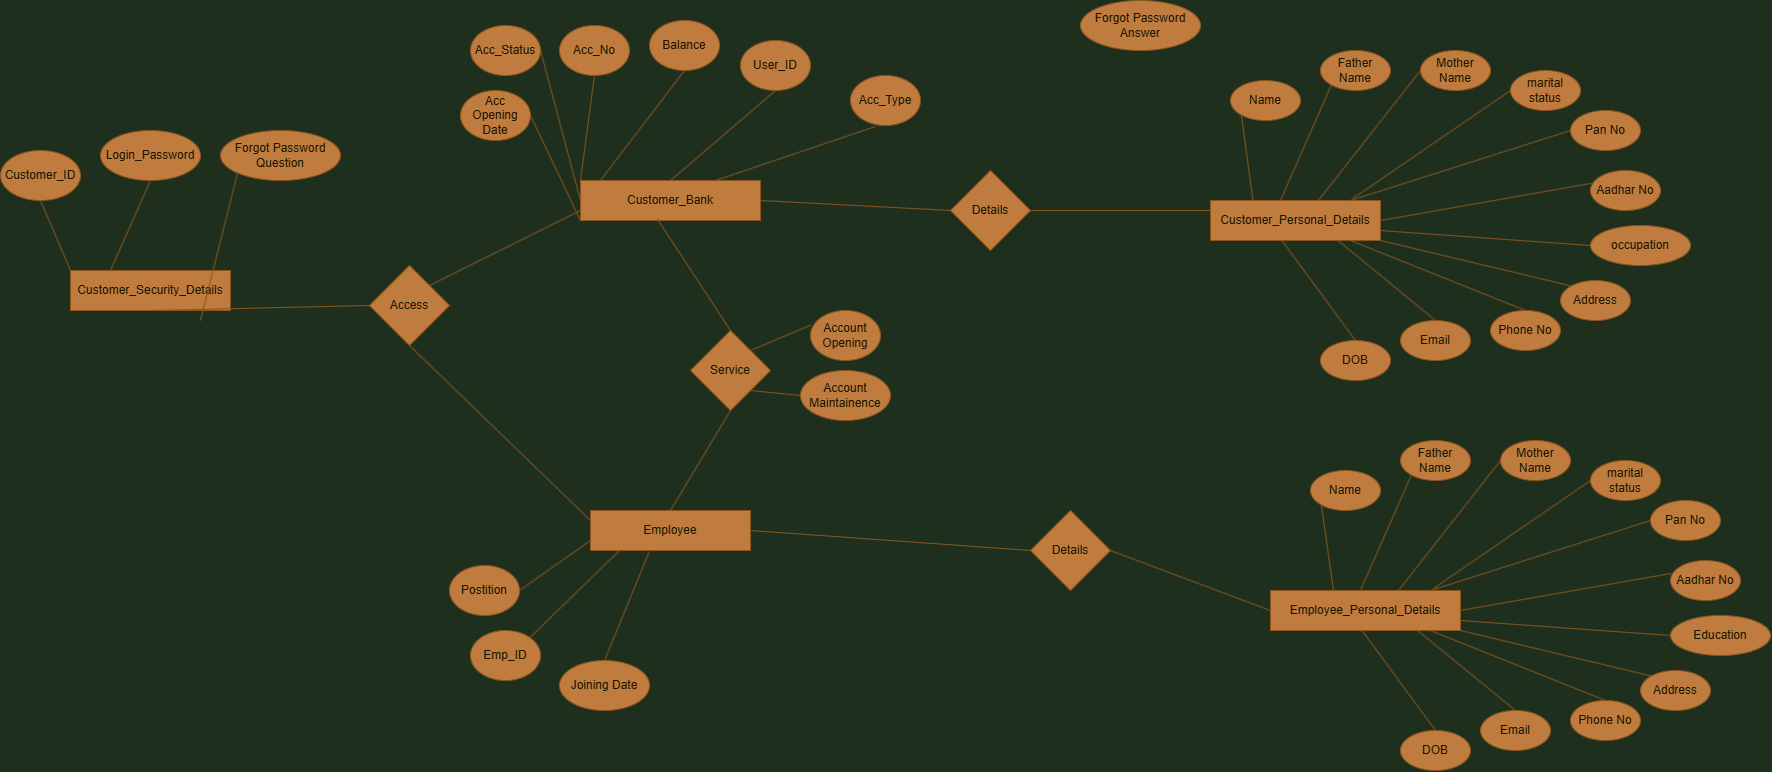 Forgot Password
Answer
Acc_Status
Acc_No
Balance
User_ID
Acc_Type
Acc
Opening
Date
Customer_ID
Login_Password
Forgot Password
Question
Customer_Security_Details
Access
Customer_Bank
Details
Service
Account
Opening
Account
Maintainence
Name
Father
Name
Mother
Name
marital
status
Pan No
Aadhar No
occupation
Address
Phone No
Email
DOB
Customer_Personal_Details
Employee
Postition
Emp_ID
Joining Date
Details
Name
Father
Name
Mother
Name
marital
status
Pan No
Aadhar No
Education
Address
Phone No
Email
DOB
Employee_Personal_Details